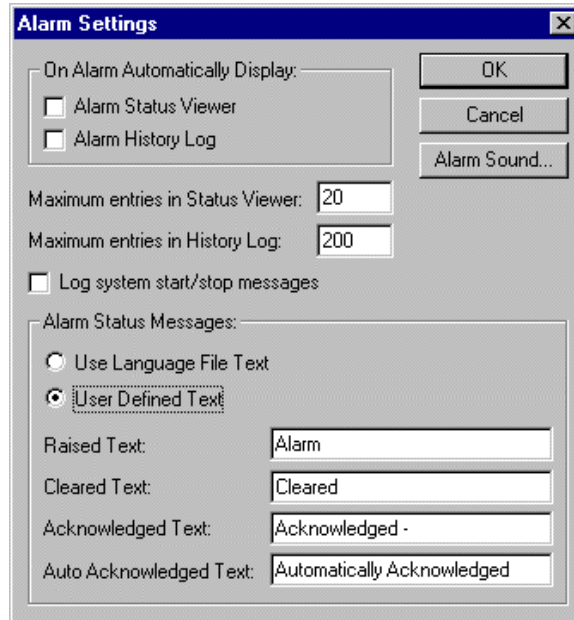 Alarm Settings
On Alarm Automatically Display:
Alarm Status Viewer
Alarm History Log
OK
Cancel
Alarm Sound...
Maximum entries in Status Viewer: 20
Maximum entries in History Log: 200
Log system start/stop messages
Alarm Status Messages:
Use Language File Text
User Defined Text
Raised Text: Alarm
Cleared Text: Cleared
Acknowledged Text: Acknowledged -
Auto Acknowledged Text: Automatically Acknowledged